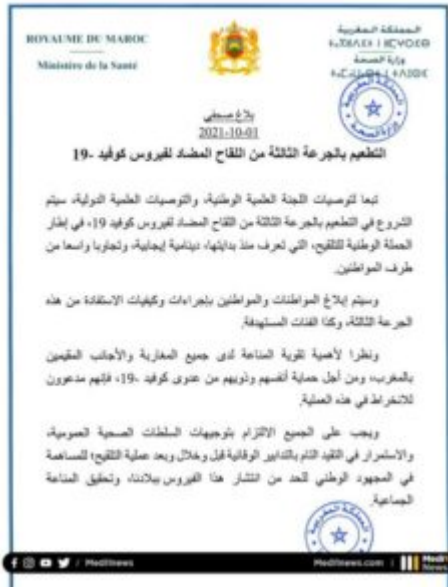 ROYAUME DU MAROC
Ministère de la Santé
المملكة المغربية
ⵜⴰⴳⵍⴷⵉⵜ ⵏ ⵍⵎⵖⵔⵉⴱ
وزارة الصحة
بلاغ صحفي
2021-10-01
التطعيم بالجرعة الثالثة من اللقاح المضاد لفيروس كوفيد -19
تبعا لتوصيات اللجنة العلمية الوطنية، والتوصيات العلمية الدولية، سيتم
الشروع في التطعيم بالجرعة الثالثة من اللقاح المضاد لفيروس كوفيد 19، في إطار
الحملة الوطنية للتلقيح، التي تعرف منذ بدايتها، دينامية إيجابية، وتجاوبا واسعا من
طرف المواطنين.
وسيتم إبلاغ المواطنات والمواطنين بإجراءات وكيفيات الاستفادة من هذه
الجرعة الثالثة، وكذا الفئات المستهدفة.
ونظرا لأهمية تقوية المناعة لدى جميع المغاربة والأجانب المقيمين
بالمغرب، ومن أجل حماية أنفسهم وذويهم من عدوى كوفيد -19، فإنهم مدعوون
للانخراط في هذه العملية.
ويجب على الجميع الالتزام بتوجيهات السلطات الصحية العمومية،
والاستمرار في التقيد التام بالتدابير الوقائية قبل وخلال وبعد عملية التلقيح؛ للمساهمة
في المجهود الوطني للحد من انتشار هذا الفيروس ببلادنا، وتحقيق المناعة
الجماعية.
/ Medi1news
Medi1news.com
Medi1
News